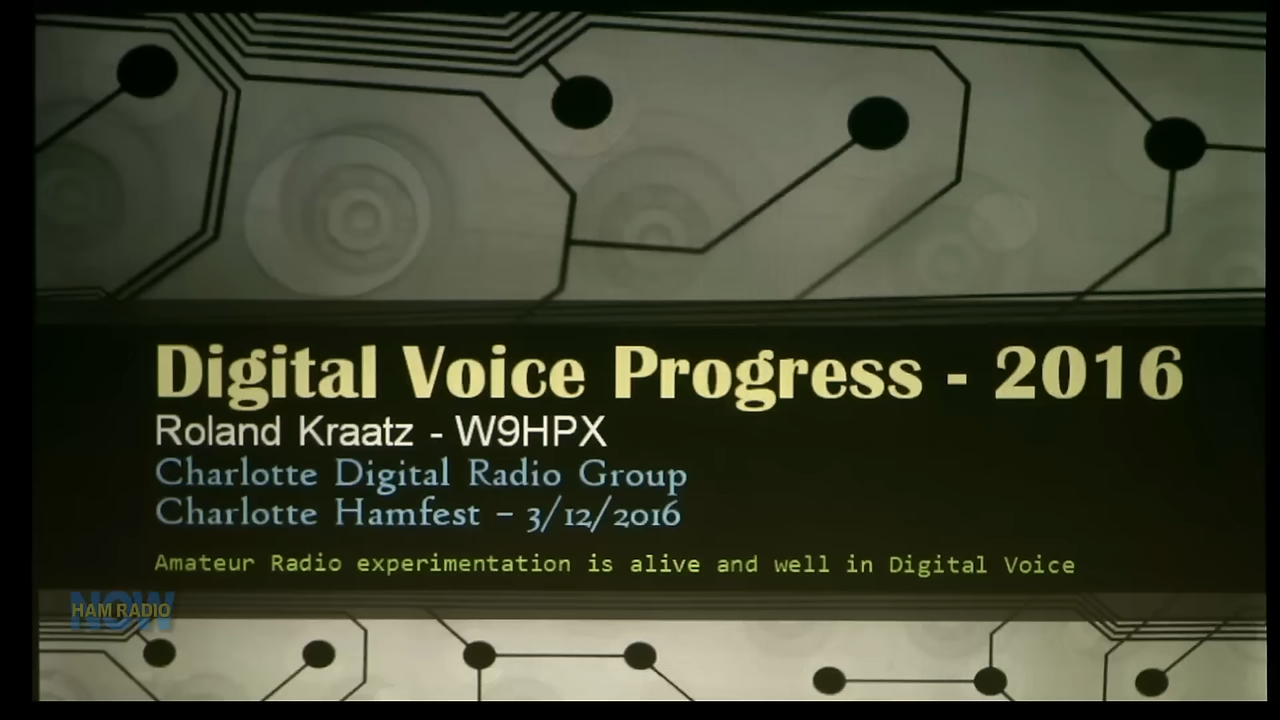 Digital Voice Progress - 2016
Roland Kraatz - W9HPX
Charlotte Digital Radio Group
Charlotte Hamfest – 3/12/2016
Amateur Radio experimentation is alive and well in Digital Voice
HAM RADIO
NOW